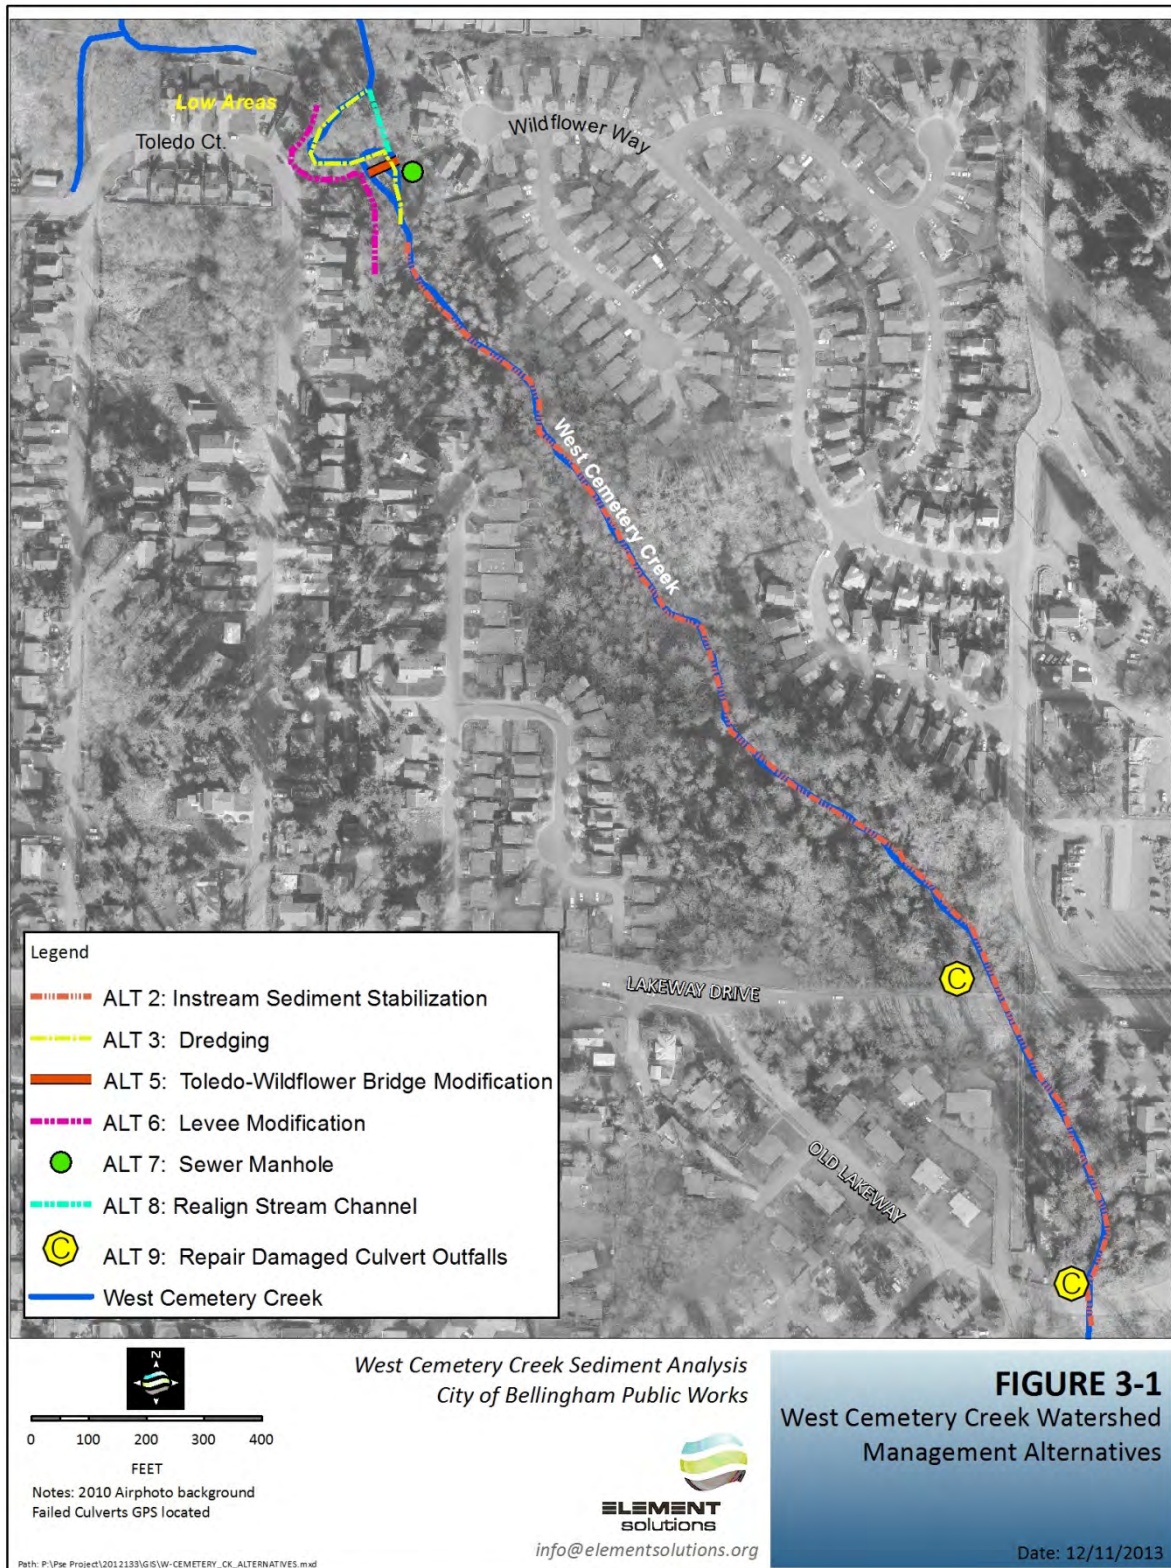 Low Areas
Toledo Ct.
Wildflower Way
West Cemetery Creek
LAKEWAY DRIVE
OLD LAKEWAY
C
C
Legend
ALT 2: Instream Sediment Stabilization
ALT 3: Dredging
ALT 5: Toledo-Wildflower Bridge Modification
ALT 6: Levee Modification
ALT 7: Sewer Manhole
ALT 8: Realign Stream Channel
C ALT 9: Repair Damaged Culvert Outfalls
West Cemetery Creek
N
0 100 200 300 400
FEET
Notes: 2010 Airphoto background
Failed Culverts GPS located
Path: P:\Pse Project\2012133\GIS\W-CEMETERY_CK_ALTERNATIVES.mxd
West Cemetery Creek Sediment Analysis
City of Bellingham Public Works
ELEMENT
solutions
info@elementsolutions.org
FIGURE 3-1
West Cemetery Creek Watershed
Management Alternatives
Date: 12/11/2013